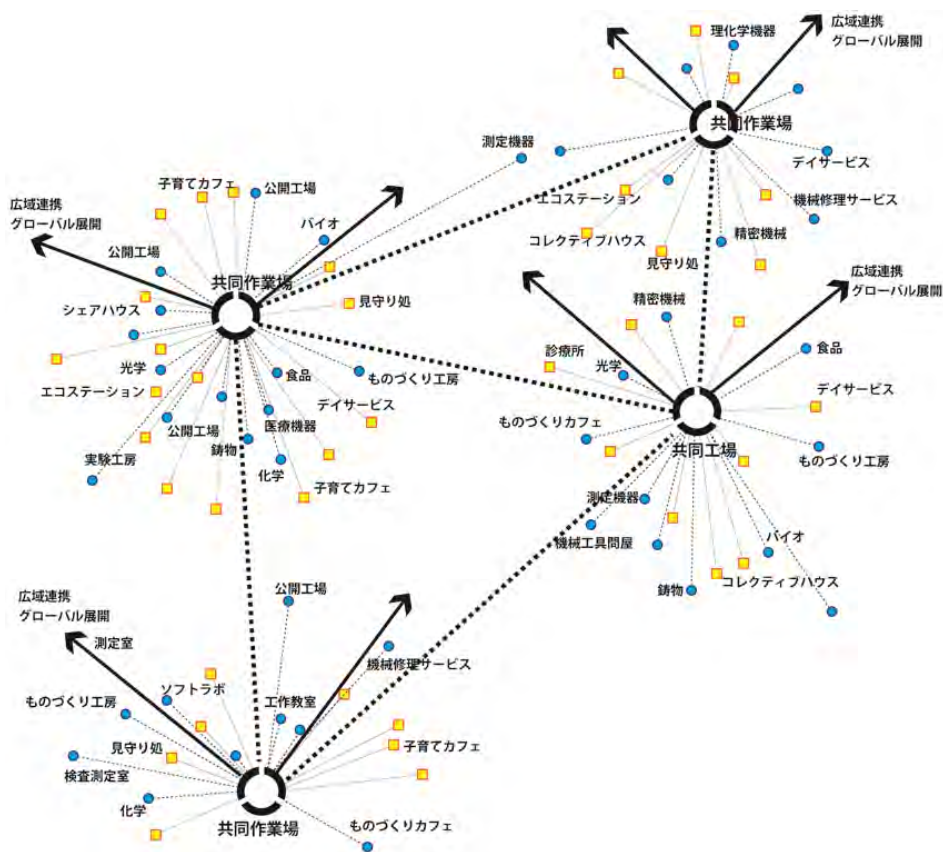 理化学機器
広域連携
グローバル展開
共同作業場
測定機器
デイサービス
エコステーション
機械修理サービス
コレクティブハウス
精密機械
見守り処
子育てカフェ
公開工場
広域連携
グローバル展開
バイオ
公開工場
共同作業場
シェアハウス
見守り処
光学
食品
ものづくり工房
エコステーション
デイサービス
公開工場
医療機器
鋳物
実験工房
化学
子育てカフェ
広域連携
グローバル展開
精密機械
食品
診療所
光学
デイサービス
ものづくりカフェ
共同工場
ものづくり工房
測定機器
機械工具問屋
バイオ
コレクティブハウス
鋳物
公開工場
広域連携
グローバル展開
測定室
機械修理サービス
ソフトラボ
ものづくり工房
工作教室
見守り処
子育てカフェ
検査測定室
化学
共同作業場
ものづくりカフェ